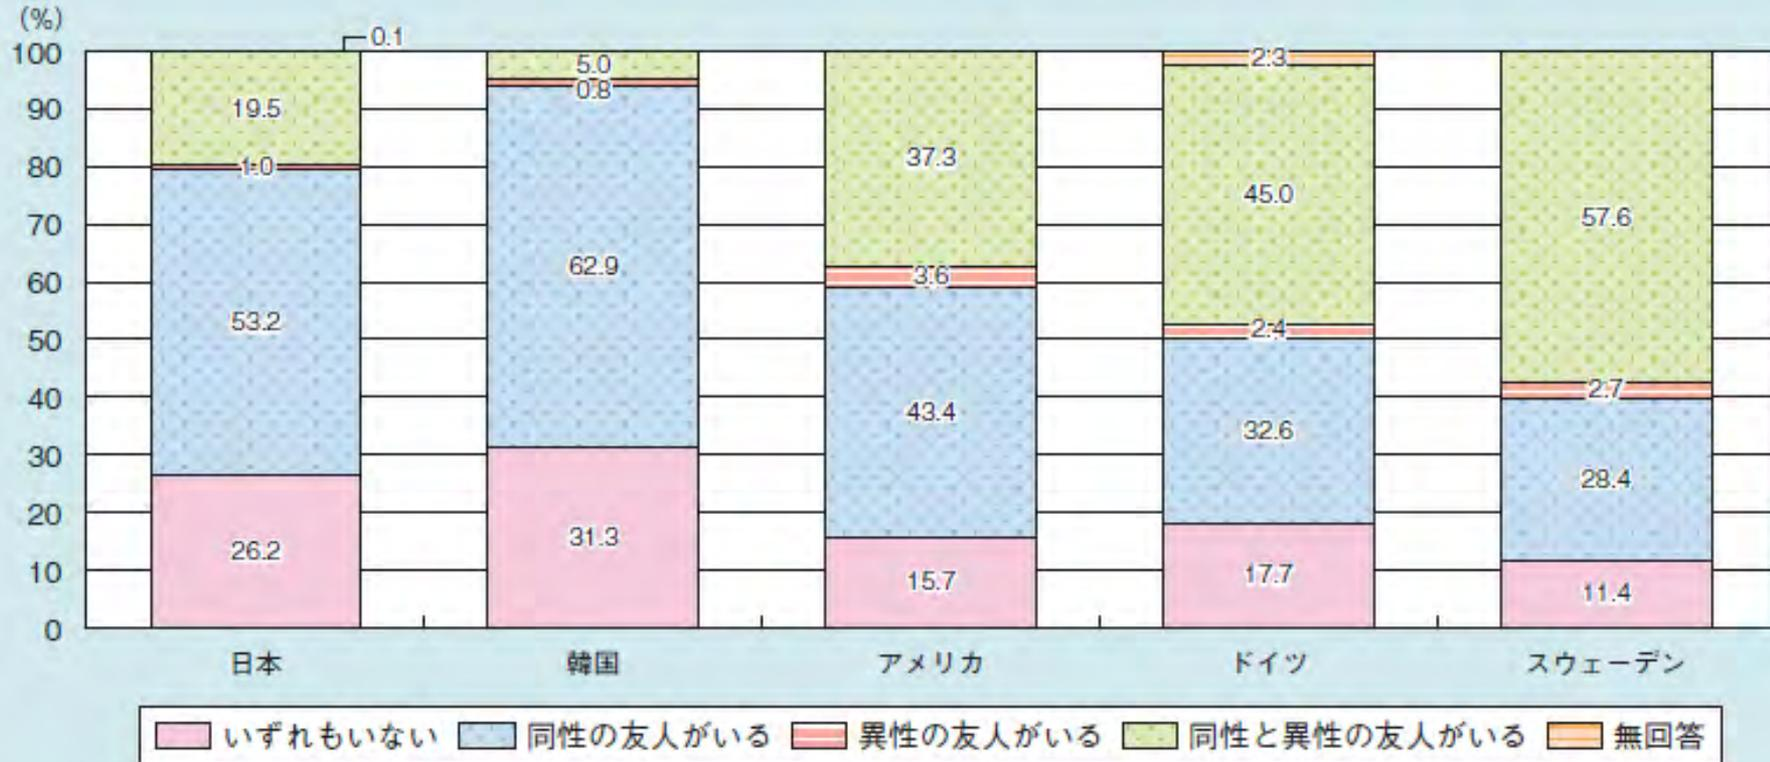 (%)
0.1
100 5.0 2.3
90 19.5 0.8
80 1.0 37.3 45.0
70 57.6
60 62.9 3.6
50 53.2 2.4
40 43.4 32.6 2.7
30 28.4
20 26.2 31.3
10 15.7 17.7 11.4
0
日本 韓国 アメリカ ドイツ スウェーデン
いずれもいない 同性の友人がいる 異性の友人がいる 同性と異性の友人がいる 無回答